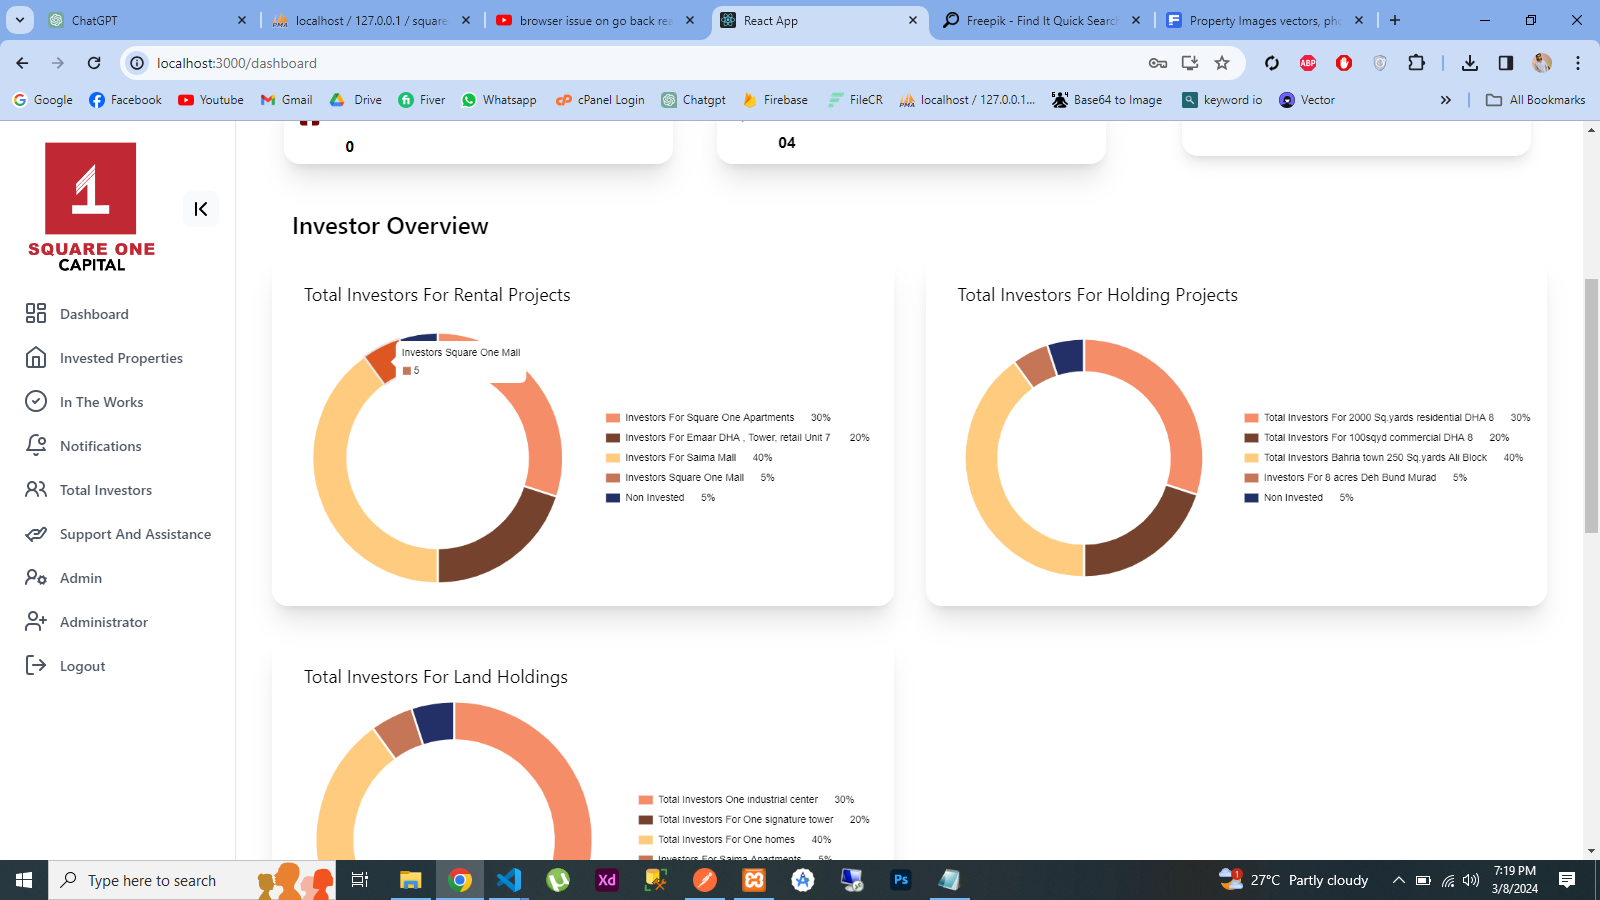 ChatGPT
localhost / 127.0.0.1 / square
browser issue on go back rea
React App
Freepik - Find It Quick Search
Property Images vectors, pho
localhost:3000/dashboard
ABP
Google
Facebook
Youtube
Gmail
Drive
Fiver
Whatsapp
cPanel Login
Chatgpt
Firebase
FileCR
localhost / 127.0.0.1...
Base64 to Image
keyword io
Vector
All Bookmarks
1
SQUARE ONE
CAPITAL
Dashboard
Invested Properties
In The Works
Notifications
Total Investors
Support And Assistance
Admin
Administrator
Logout
0
04
Investor Overview
Total Investors For Rental Projects
Investors Square One Mall
5
Investors For Square One Apartments 30%
Investors For Emaar DHA , Tower, retail Unit 7 20%
Investors For Saima Mall 40%
Investors Square One Mall 5%
Non Invested 5%
Total Investors For Holding Projects
Total Investors For 2000 Sq.yards residential DHA 8 30%
Total Investors For 100sqyd commercial DHA 8 20%
Total Investors Bahria town 250 Sq.yards Ali Block 40%
Investors For 8 acres Deh Bund Murad 5%
Non Invested 5%
Total Investors For Land Holdings
Total Investors One industrial center 30%
Total Investors For One signature tower 20%
Total Investors For One homes 40%
Investors For Saima Apartments 5%
Type here to search
Xd
Ps
1
27°C Partly cloudy
7:19 PM
3/8/2024